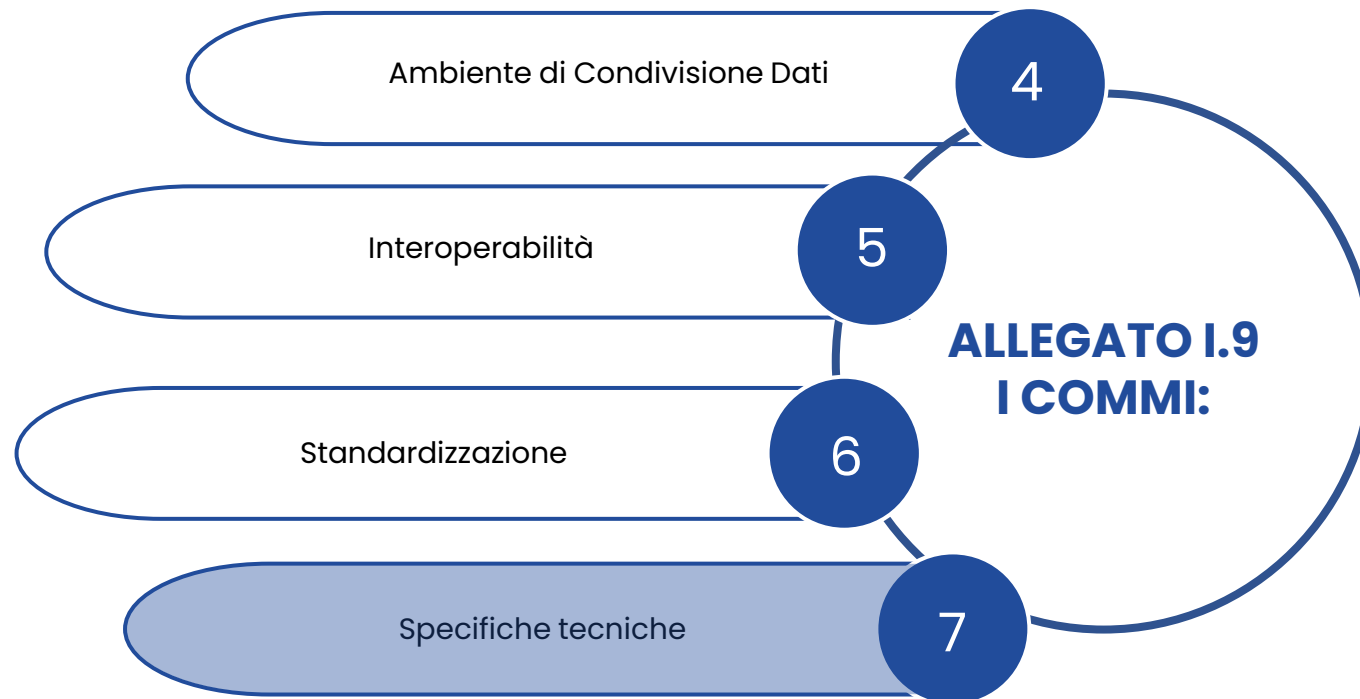 Ambiente di Condivisione Dati
4
Interoperabilità
5
ALLEGATO I.9
I COMMI:
Standardizzazione
6
Specifiche tecniche
7